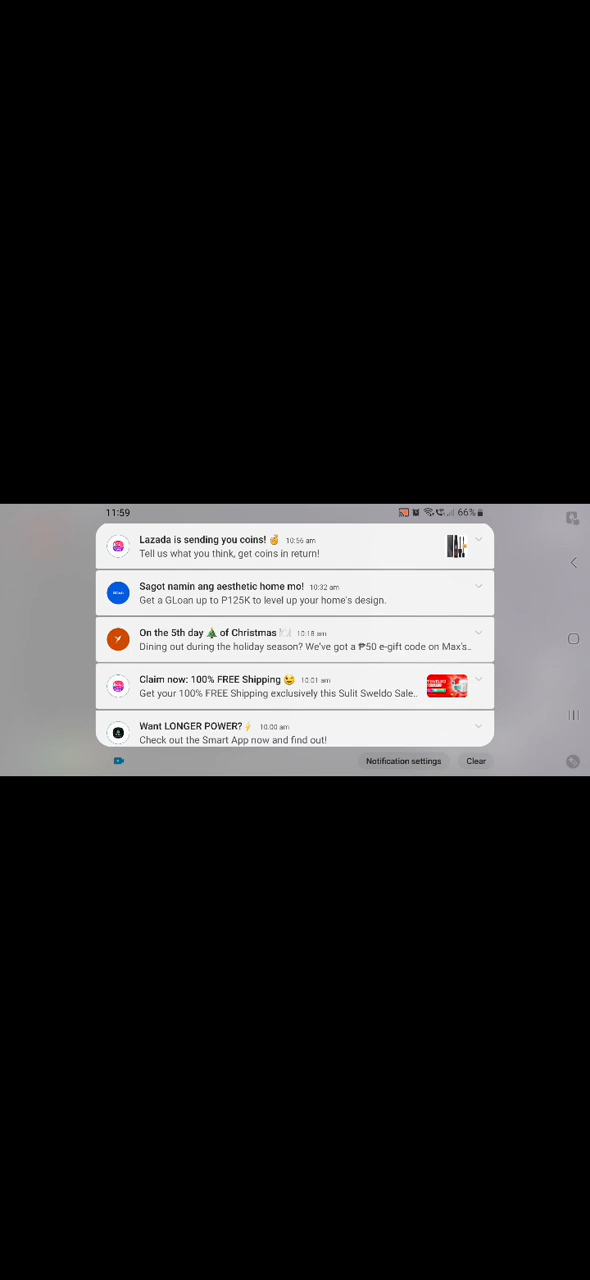 11:59 66%
Lazada is sending you coins! 🤞 10:56 am
Tell us what you think, get coins in return!
Sagot namin ang aesthetic home mo! 10:32 am
Get a GLoan up to P125K to level up your home's design.
On the 5th day 🎄 of Christmas 🍽️ 10:18 am
Dining out during the holiday season? We've got a ₱50 e-gift code on Max's..
Claim now: 100% FREE Shipping 😉 10:01 am
Get your 100% FREE Shipping exclusively this Sulit Sweldo Sale..
Want LONGER POWER?⚡ 10:00 am
Check out the Smart App now and find out!
Notification settings Clear